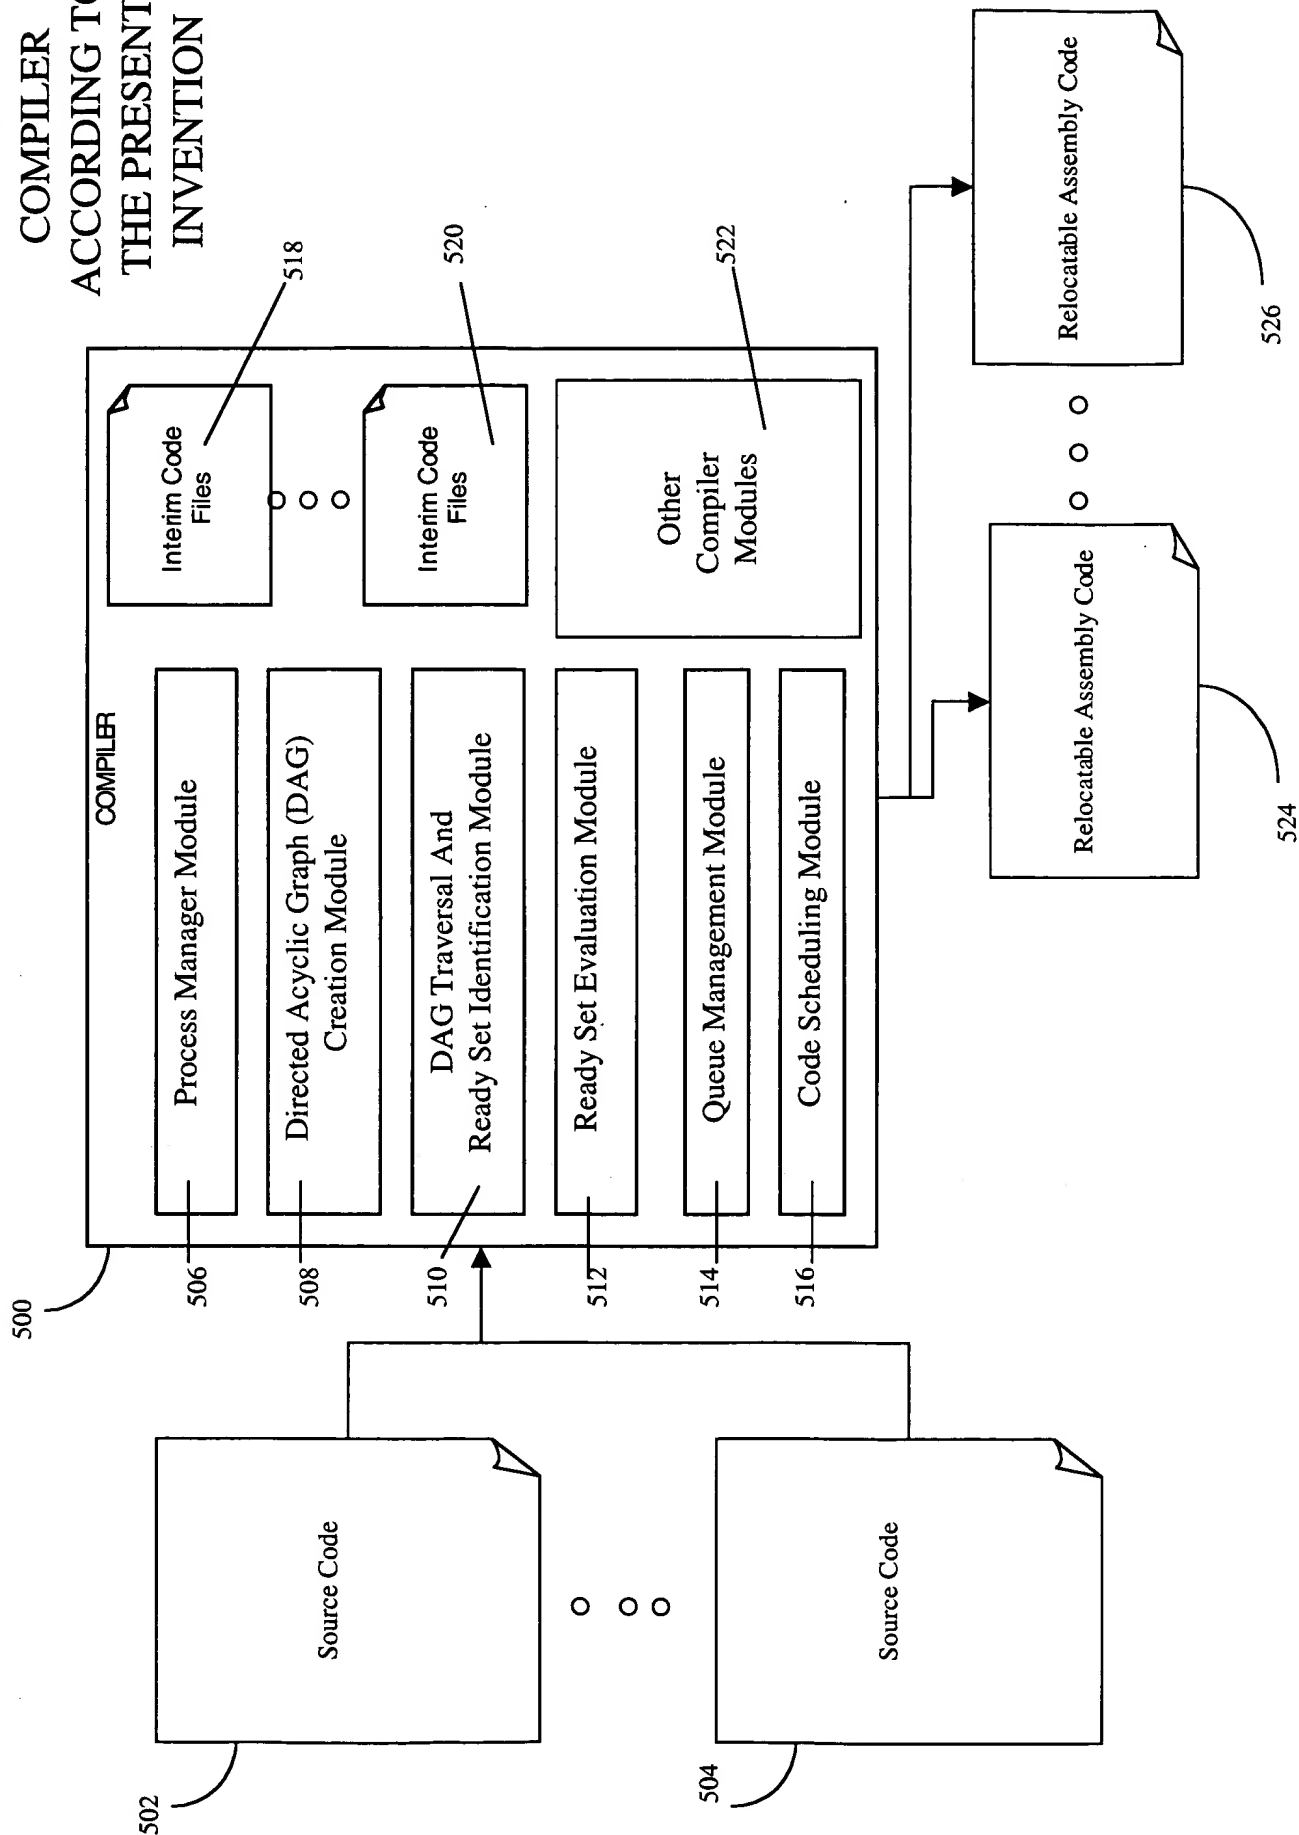 COMPILER
ACCORDING TO
THE PRESENT
INVENTION
500
COMPILER
502
Source Code
504
Source Code
506
Process Manager Module
508
Directed Acyclic Graph (DAG)
Creation Module
510
DAG Traversal And
Ready Set Identification Module
512
Ready Set Evaluation Module
514
Queue Management Module
516
Code Scheduling Module
Interim Code
Files
518
Interim Code
Files
520
Other
Compiler
Modules
522
Relocatable Assembly Code
524
Relocatable Assembly Code
526